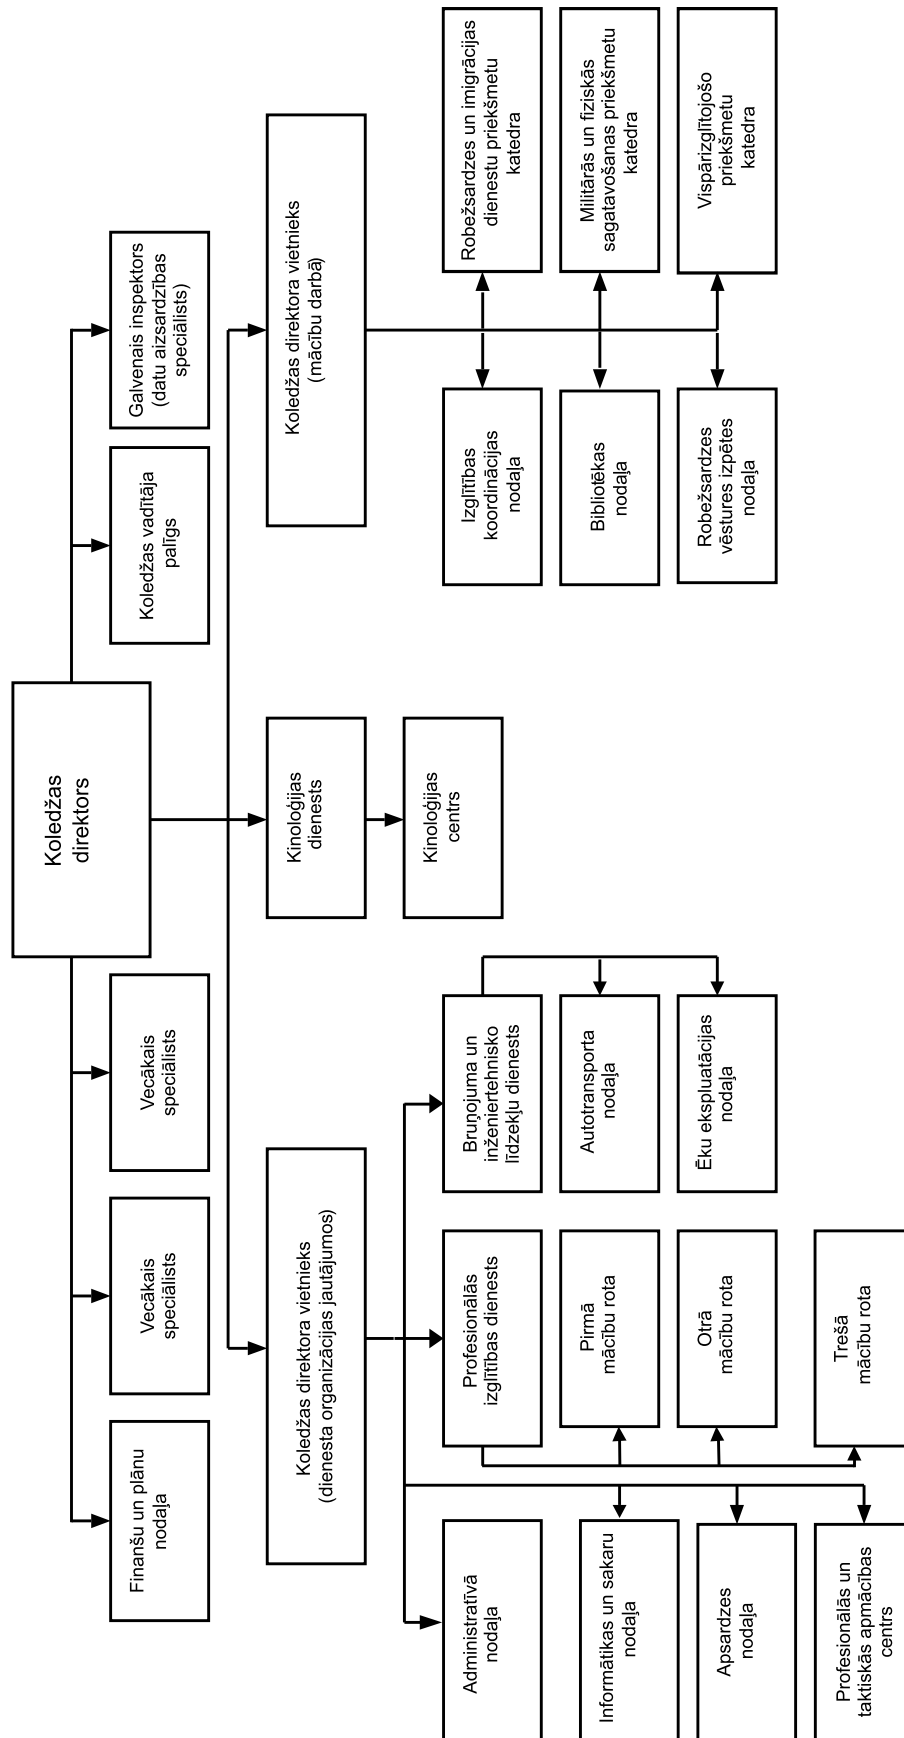 Koledžas
direktors
Finanšu un plānu
nodaļa
Vecākais
speciālists
Vecākais
speciālists
Koledžas vadītāja
palīgs
Galvenais inspektors
(datu aizsardzības
speciālists)
Koledžas direktora vietnieks
(dienesta organizācijas jautājumos)
Kinoloģijas
dienests
Koledžas direktora vietnieks
(mācību darbā)
Kinoloģijas
centrs
Administratīvā
nodaļa
Profesionālās
izglītības dienests
Bruņojuma un
inženiertehnisko
līdzekļu dienests
Izglītības
koordinācijas
nodaļa
Robežsardzes un imigrācijas
dienestu priekšmetu
katedra
Informātikas un sakaru
nodaļa
Pirmā
mācību rota
Autotransporta
nodaļa
Bibliotēkas
nodaļa
Militārās un fiziskās
sagatavošanas priekšmetu
katedra
Apsardzes
nodaļa
Otrā
mācību rota
Ēku ekspluatācijas
nodaļa
Robežsardzes
vēstures izpētes
nodaļa
Vispārizglītojošo
priekšmetu
katedra
Profesionālās un
taktiskās apmācības
centrs
Trešā
mācību rota